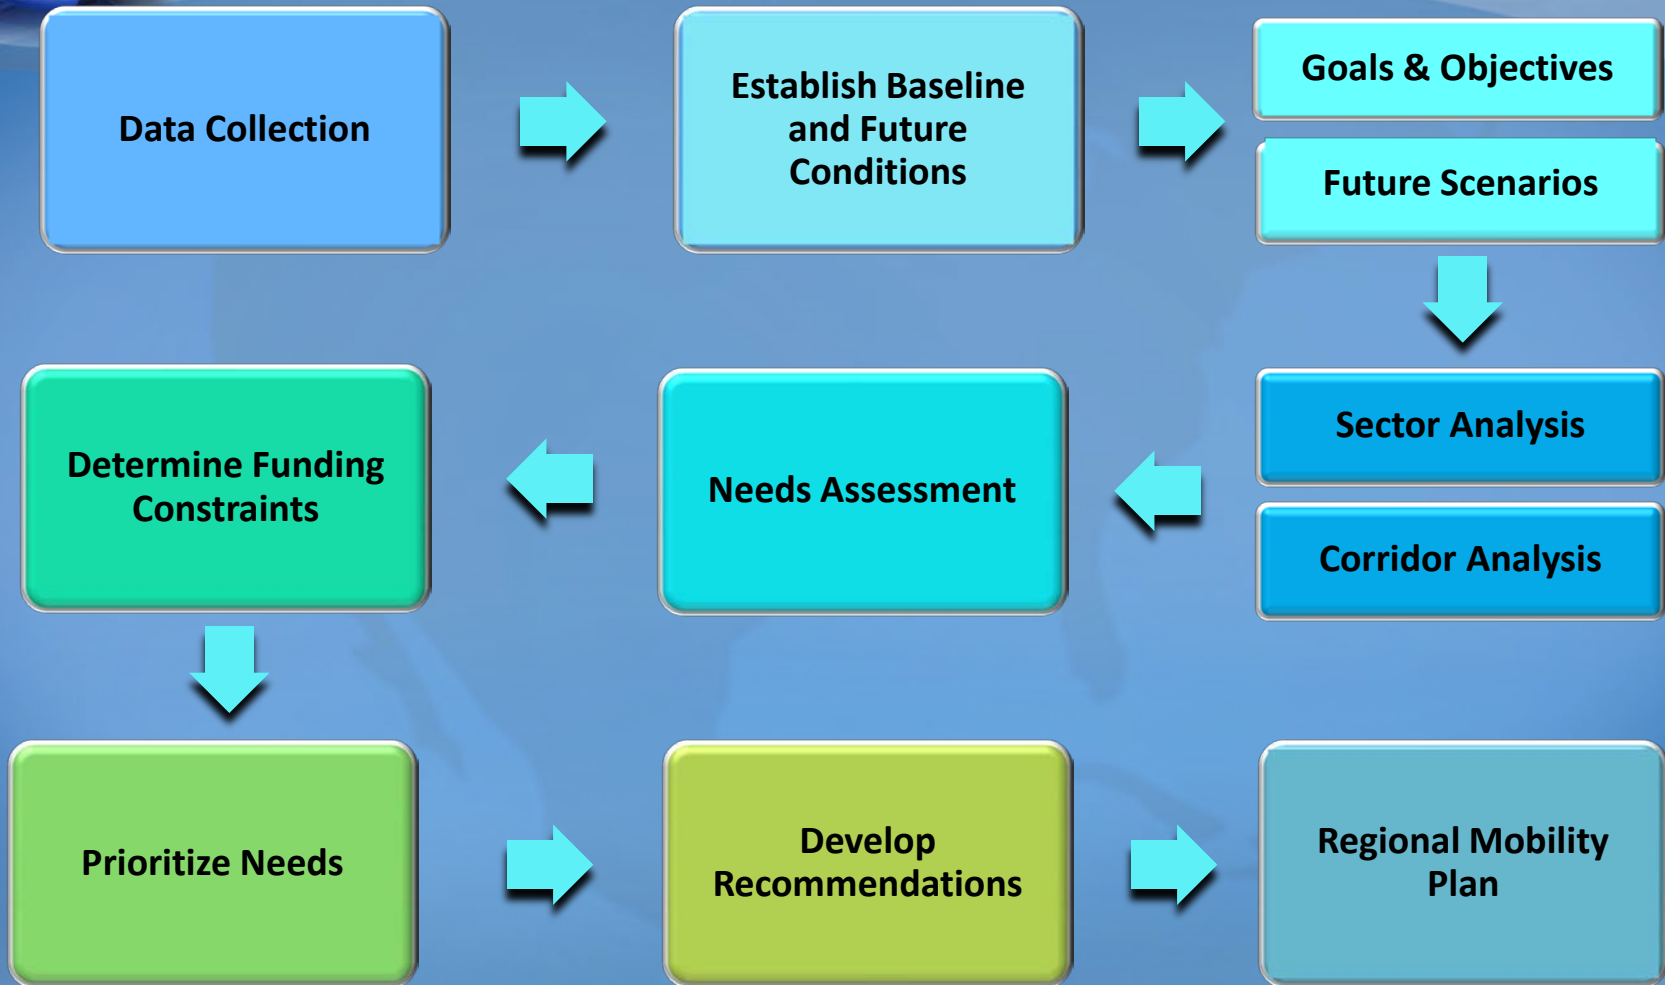 Data Collection
Establish Baseline
and Future
Conditions
Goals & Objectives
Future Scenarios
Determine Funding
Constraints
Needs Assessment
Sector Analysis
Corridor Analysis
Prioritize Needs
Develop
Recommendations
Regional Mobility
Plan